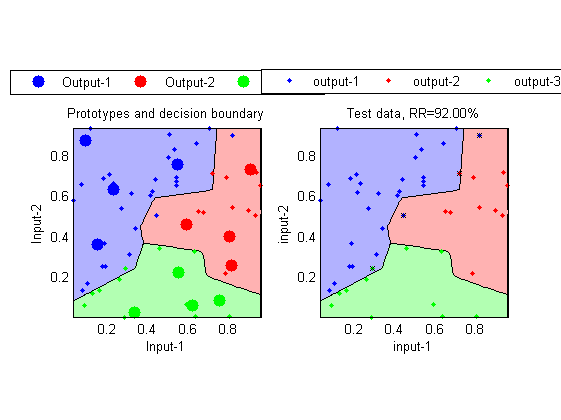 Output-1 Output-2 output-1 output-2 output-3
Prototypes and decision boundary
Test data, RR=92.00%
0.8
0.6
0.4
0.2
Input-2
0.2 0.4 0.6 0.8
Input-1
0.8
0.6
0.4
0.2
input-2
0.2 0.4 0.6 0.8
input-1